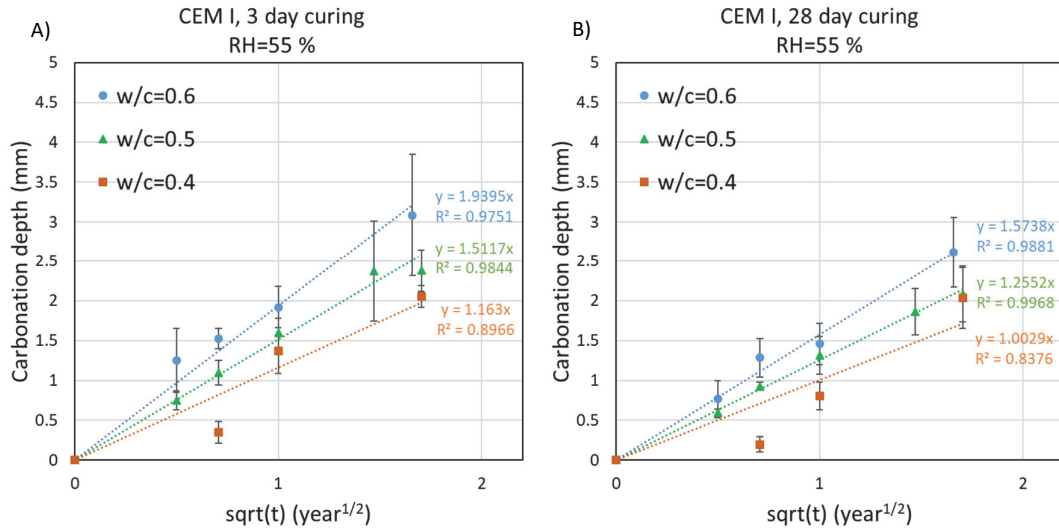 A)
CEM I, 3 day curing
RH=55 %
5
4.5
4
3.5
3
2.5
2
1.5
1
0.5
0
Carbonation depth (mm)
w/c=0.6
w/c=0.5
w/c=0.4
y = 1.9395x
R² = 0.9751
y = 1.5117x
R² = 0.9844
y = 1.163x
R² = 0.8966
0 1 2
sqrt(t) (year^{1/2})
B)
CEM I, 28 day curing
RH=55 %
5
4.5
4
3.5
3
2.5
2
1.5
1
0.5
0
Carbonation depth (mm)
w/c=0.6
w/c=0.5
w/c=0.4
y = 1.5738x
R² = 0.9881
y = 1.2552x
R² = 0.9968
y = 1.0029x
R² = 0.8376
0 1 2
sqrt(t) (year^{1/2})